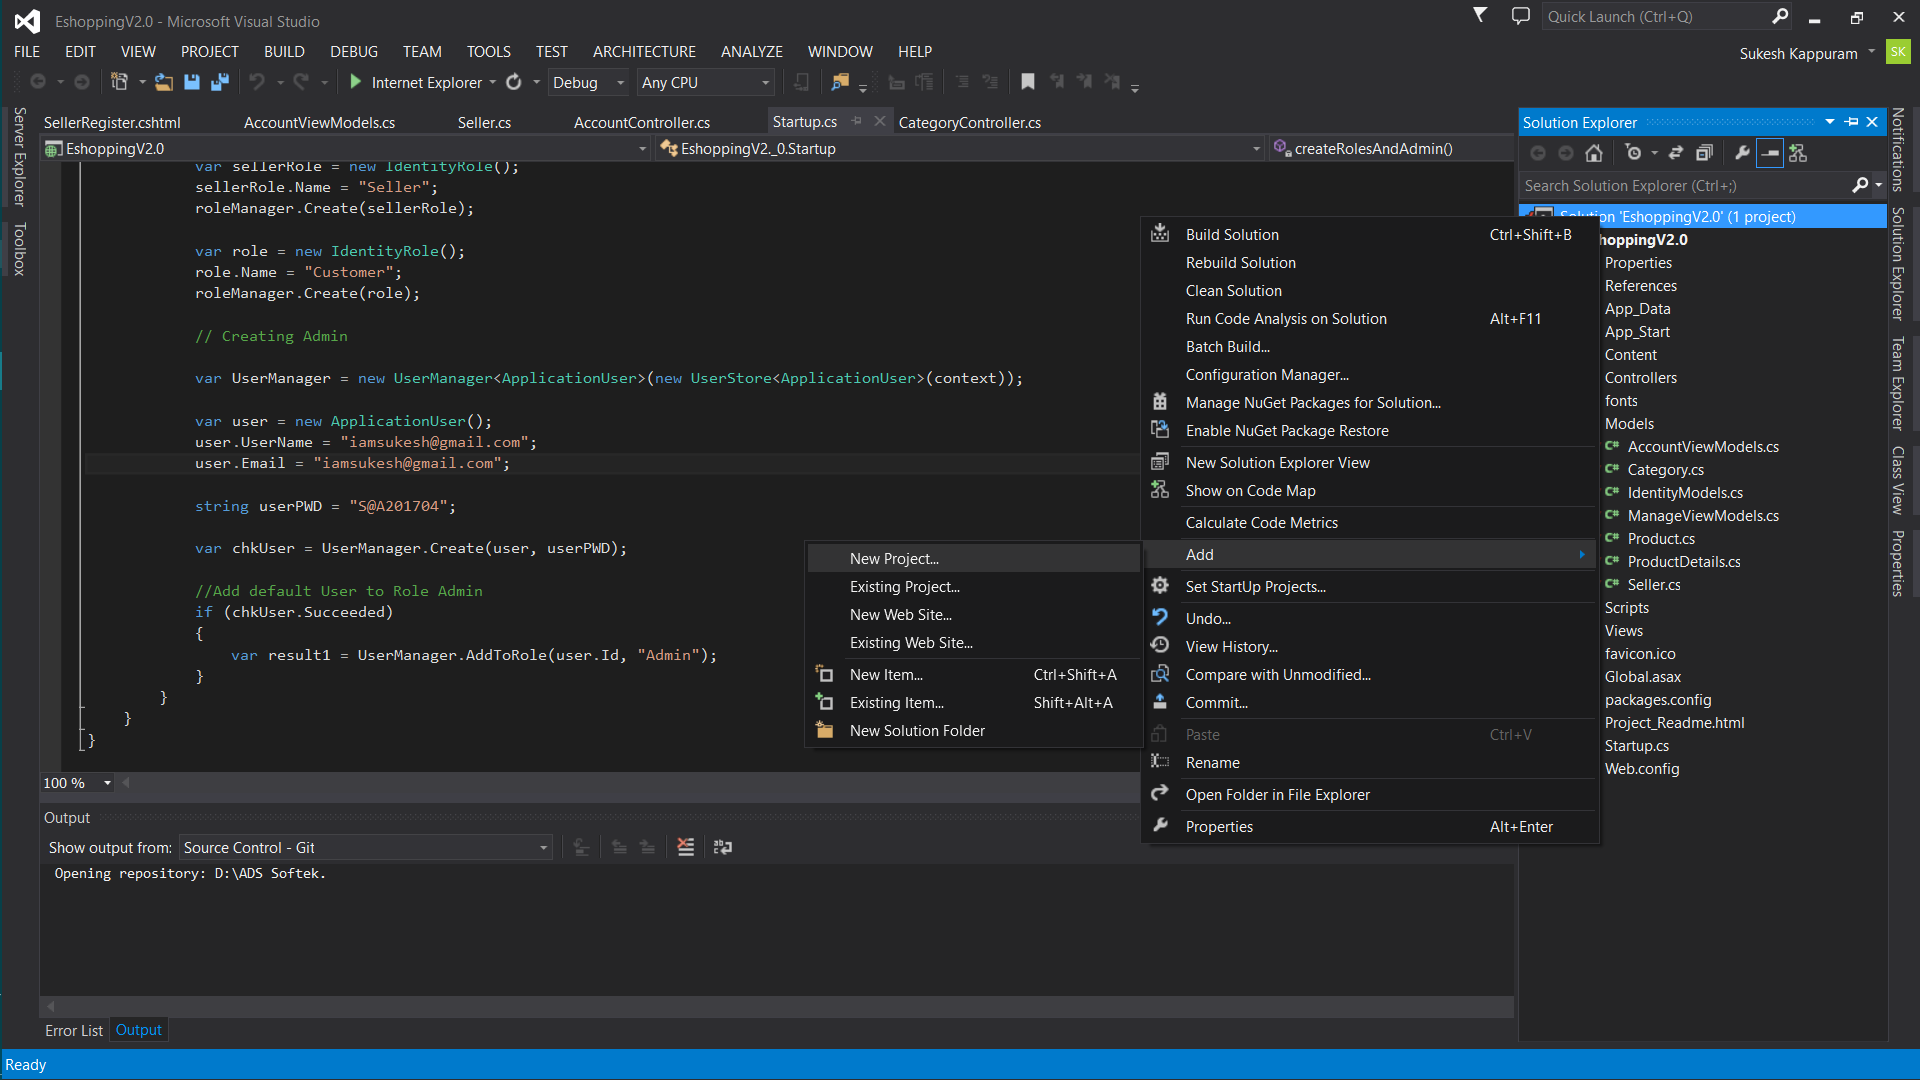 EshoppingV2.0 - Microsoft Visual Studio
Quick Launch (Ctrl+Q)
FILE EDIT VIEW PROJECT BUILD DEBUG TEAM TOOLS TEST ARCHITECTURE ANALYZE WINDOW HELP
Sukesh Kappuram SK
Internet Explorer Debug Any CPU
Server Explorer
Toolbox
SellerRegister.cshtml AccountViewModels.cs Seller.cs AccountController.cs Startup.cs CategoryController.cs
EshoppingV2.0 EshoppingV2._0.Startup createRolesAndAdmin()
var sellerRole = new IdentityRole();
sellerRole.Name = "Seller";
roleManager.Create(sellerRole);
var role = new IdentityRole();
role.Name = "Customer";
roleManager.Create(role);
// Creating Admin
var UserManager = new UserManager<ApplicationUser>(new UserStore<ApplicationUser>(context));
var user = new ApplicationUser();
user.UserName = "iamsukesh@gmail.com";
user.Email = "iamsukesh@gmail.com";
string userPWD = "S@A201704";
var chkUser = UserManager.Create(user, userPWD);
//Add default User to Role Admin
if (chkUser.Succeeded)
{
var result1 = UserManager.AddToRole(user.Id, "Admin");
}
}
}
}
100 %
New Project...
Existing Project...
New Web Site...
Existing Web Site...
New Item... Ctrl+Shift+A
Existing Item... Shift+Alt+A
New Solution Folder
Build Solution Ctrl+Shift+B
Rebuild Solution
Clean Solution
Run Code Analysis on Solution Alt+F11
Batch Build...
Configuration Manager...
Manage NuGet Packages for Solution...
Enable NuGet Package Restore
New Solution Explorer View
Show on Code Map
Calculate Code Metrics
Add
Set StartUp Projects...
Undo...
View History...
Compare with Unmodified...
Commit...
Paste Ctrl+V
Rename
Open Folder in File Explorer
Properties Alt+Enter
Solution Explorer
Search Solution Explorer (Ctrl+;)
Solution 'EshoppingV2.0' (1 project)
hoppingV2.0
Properties
References
App_Data
App_Start
Content
Controllers
fonts
Models
C# AccountViewModels.cs
C# Category.cs
C# IdentityModels.cs
C# ManageViewModels.cs
C# Product.cs
C# ProductDetails.cs
C# Seller.cs
Scripts
Views
favicon.ico
Global.asax
packages.config
Project_Readme.html
Startup.cs
Web.config
Notifications
Solution Explorer
Team Explorer
Class View
Properties
Output
Show output from: Source Control - Git
Opening repository: D:\ADS Softek.
Error List Output
Ready